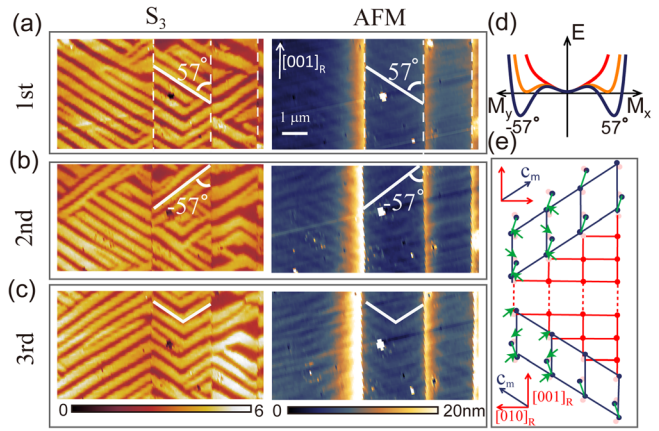 (a)
S₃
AFM
(d)
1st
57°
[001]R
57°
1 μm
E
My
Mx
-57°
57°
(b)
2nd
-57°
-57°
(e)
cm
(c)
3rd
0
6
0
20nm
cm
[001]R
[010]R